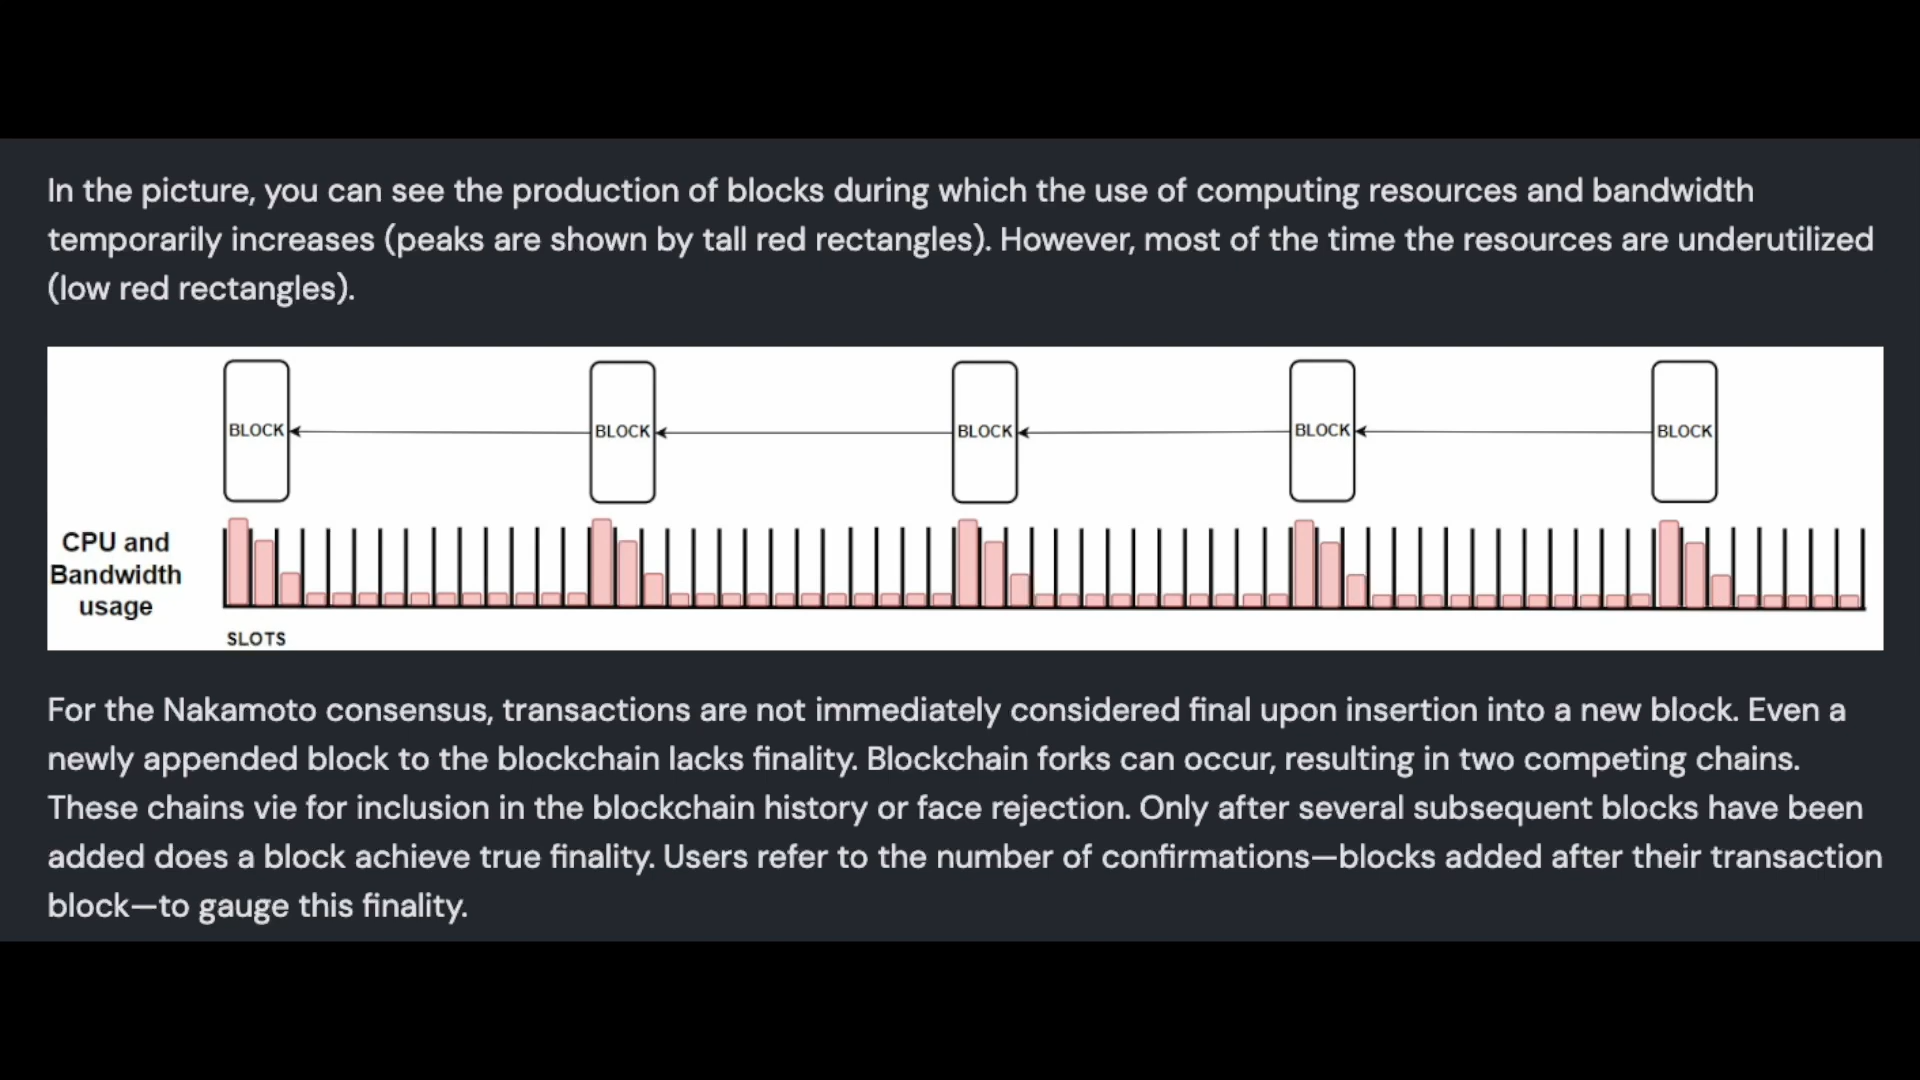 In the picture, you can see the production of blocks during which the use of computing resources and bandwidth
temporarily increases (peaks are shown by tall red rectangles). However, most of the time the resources are underutilized
(low red rectangles).
BLOCK BLOCK BLOCK BLOCK BLOCK
CPU and
Bandwidth
usage
SLOTS
For the Nakamoto consensus, transactions are not immediately considered final upon insertion into a new block. Even a
newly appended block to the blockchain lacks finality. Blockchain forks can occur, resulting in two competing chains.
These chains vie for inclusion in the blockchain history or face rejection. Only after several subsequent blocks have been
added does a block achieve true finality. Users refer to the number of confirmations—blocks added after their transaction
block—to gauge this finality.